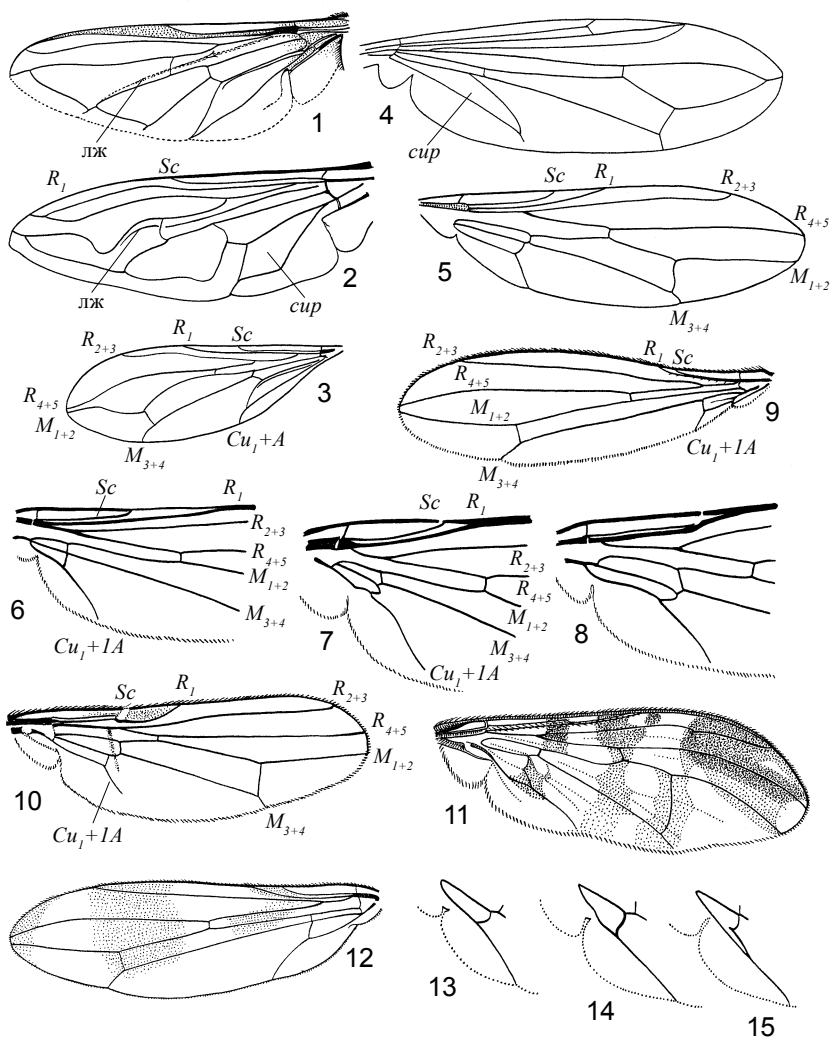 1
4
лж
cup
R1
Sc
2
лж
cup
Sc
R1
R2+3
R4+5
M1+2
M3+4
5
R2+3
R1
Sc
R4+5
M1+2
M3+4
Cu1+A
3
R2+3
R4+5
M1+2
M3+4
R1
Sc
Cu1+1A
9
Sc
R1
R2+3
R4+5
M1+2
M3+4
Cu1+1A
6
Sc
R1
R2+3
R4+5
M1+2
M3+4
Cu1+1A
7
8
Sc
R1
R2+3
R4+5
M1+2
M3+4
Cu1+1A
10
11
12
13
14
15